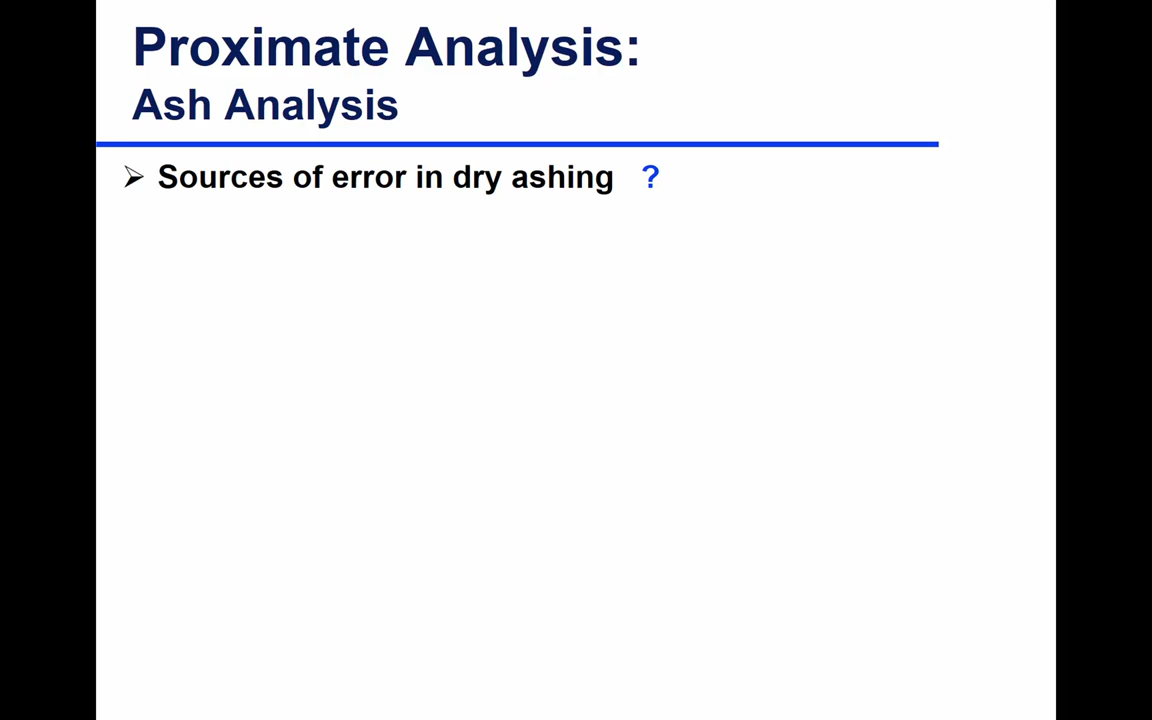 Proximate Analysis:
Ash Analysis
➢ Sources of error in dry ashing ?